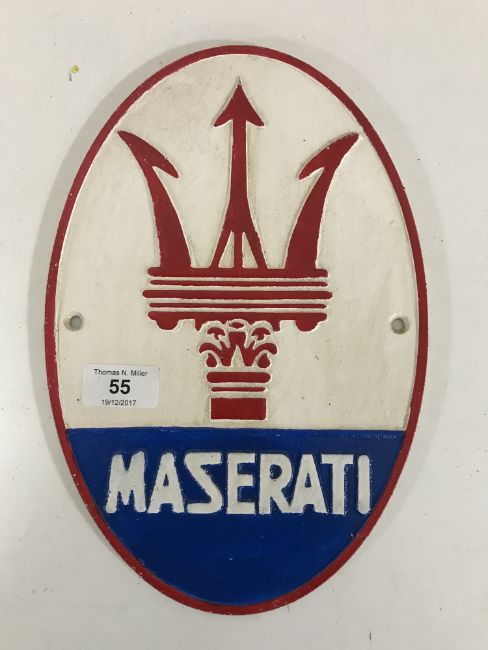 Thomas N. Miller
55
19/12/2017
MASERATI